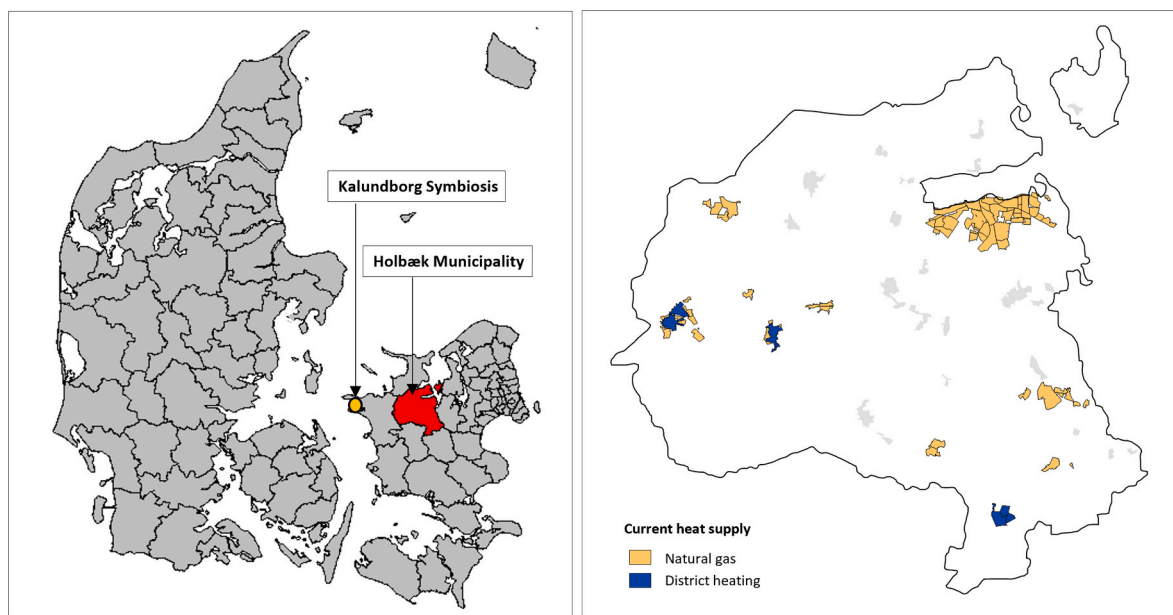 Kalundborg Symbiosis
Holbæk Municipality
Current heat supply
Natural gas
District heating